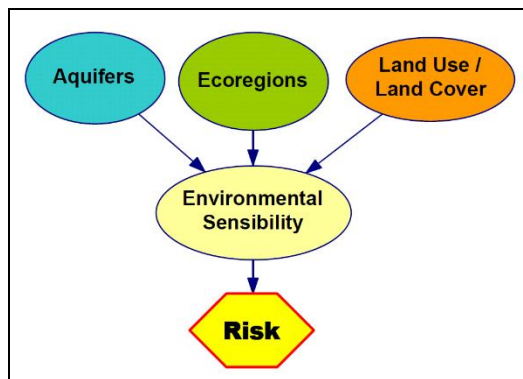 Aquifers
Ecoregions
Land Use /
Land Cover
Environmental
Sensibility
Risk